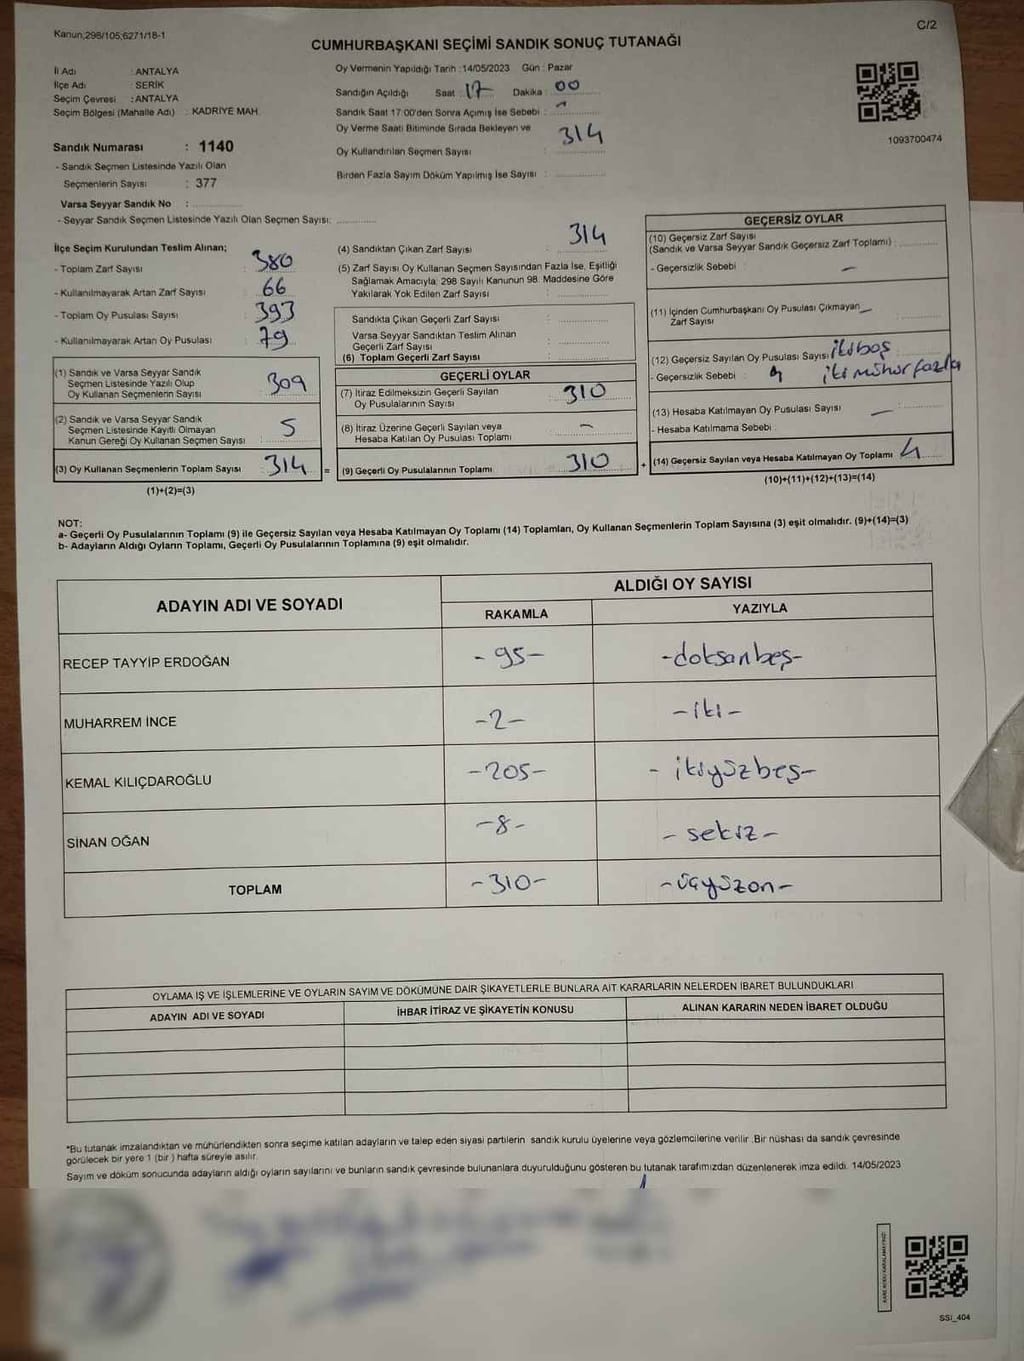 Kanun;298/105;6271/18-1
C/2
CUMHURBAŞKANI SEÇİMİ SANDIK SONUÇ TUTANAĞI
İl Adı : ANTALYA
İlçe Adı : SERİK
Seçim Çevresi : ANTALYA
Seçim Bölgesi (Mahalle Adı) : KADRİYE MAH.
Sandık Numarası : 1140
- Sandık Seçmen Listesinde Yazılı Olan
Seçmenlerin Sayısı : 377
Varsa Seyyar Sandık No :
- Seyyar Sandık Seçmen Listesinde Yazılı Olan Seçmen Sayısı:
Oy Vermenin Yapıldığı Tarih : 14/05/2023 Gün : Pazar
Sandığın Açıldığı Saat : 17 Dakika : 00
Sandık Saat 17:00'den Sonra Açılmış İse Sebebi :
Oy Verme Saati Bitiminde Sırada Bekleyen ve
Oy Kullandırılan Seçmen Sayısı : 314
Birden Fazla Sayım Döküm Yapılmış İse Sayısı :
1093700474
İlçe Seçim Kurulundan Teslim Alınan;
- Toplam Zarf Sayısı : 380
- Kullanılmayarak Artan Zarf Sayısı : 66
- Toplam Oy Pusulası Sayısı : 393
- Kullanılmayarak Artan Oy Pusulası : 79
(1) Sandık ve Varsa Seyyar Sandık
Seçmen Listesinde Yazılı Olup
Oy Kullanan Seçmenlerin Sayısı : 309
(2) Sandık ve Varsa Seyyar Sandık
Seçmen Listesinde Kayıtlı Olmayan
Kanun Gereği Oy Kullanan Seçmen Sayısı : 5
(3) Oy Kullanan Seçmenlerin Toplam Sayısı : 314
(1)+(2)=(3)
(4) Sandıktan Çıkan Zarf Sayısı : 314
(5) Zarf Sayısı Oy Kullanan Seçmen Sayısından Fazla İse, Eşitliği
Sağlamak Amacıyla; 298 Sayılı Kanunun 98. Maddesine Göre
Yakılarak Yok Edilen Zarf Sayısı :
Sandıkta Çıkan Geçerli Zarf Sayısı :
Varsa Seyyar Sandıktan Teslim Alınan
Geçerli Zarf Sayısı :
(6) Toplam Geçerli Zarf Sayısı :
=
GEÇERLİ OYLAR
(7) İtiraz Edilmeksizin Geçerli Sayılan
Oy Pusulalarının Sayısı : 310
(8) İtiraz Üzerine Geçerli Sayılan veya
Hesaba Katılan Oy Pusulası Toplamı : -
(9) Geçerli Oy Pusulalarının Toplamı : 310
+
GEÇERSİZ OYLAR
(10) Geçersiz Zarf Sayısı
(Sandık ve Varsa Seyyar Sandık Geçersiz Zarf Toplamı) :
- Geçersizlik Sebebi : -
(11) İçinden Cumhurbaşkanı Oy Pusulası Çıkmayan -
Zarf Sayısı :
(12) Geçersiz Sayılan Oy Pusulası Sayısı : iki boş
- Geçersizlik Sebebi : 4 iki mühür fazla
(13) Hesaba Katılmayan Oy Pusulası Sayısı : -
- Hesaba Katılmama Sebebi :
(14) Geçersiz Sayılan veya Hesaba Katılmayan Oy Toplamı : 4
(10)+(11)+(12)+(13)=(14)
NOT:
a- Geçerli Oy Pusulalarının Toplamı (9) ile Geçersiz Sayılan veya Hesaba Katılmayan Oy Toplamı (14) Toplamları, Oy Kullanan Seçmenlerin Toplam Sayısına (3) eşit olmalıdır. (9)+(14)=(3)
b- Adayların Aldığı Oyların Toplamı, Geçerli Oy Pusulalarının Toplamına (9) eşit olmalıdır.
ADAYIN ADI VE SOYADI
ALDIĞI OY SAYISI
RAKAMLA YAZIYLA
RECEP TAYYİP ERDOĞAN -95- -doksanbeş-
MUHARREM İNCE -2- -iki-
KEMAL KILIÇDAROĞLU -205- -ikiyüzbeş-
SİNAN OĞAN -8- -sekiz-
TOPLAM -310- -üçyüzon-
OYLAMA İŞ VE İŞLEMLERİNE VE OYLARIN SAYIM VE DÖKÜMÜNE DAİR ŞİKAYETLERLE BUNLARA AİT KARARLARIN NELERDEN İBARET BULUNDUKLARI
ADAYIN ADI VE SOYADI İHBAR İTİRAZ VE ŞİKAYETİN KONUSU ALINAN KARARIN NEDEN İBARET OLDUĞU
*Bu tutanak imzalandıktan ve mühürlendikten sonra seçime katılan adayların ve talep eden siyasi partilerin sandık kurulu üyelerine veya gözlemcilerine verilir .Bir nüshası da sandık çevresinde
görülecek bir yere 1 (bir ) hafta süreyle asılır.
Sayım ve döküm sonucunda adayların aldığı oyların sayılarını ve bunların sandık çevresinde bulunanlara duyurulduğunu gösteren bu tutanak tarafımızdan düzenlenerek imza edildi. 14/05/2023
KARE KODU KARALAMAYINIZ!
SSİ_404